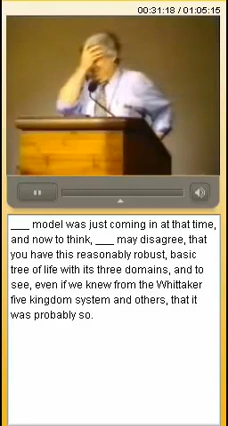 00:31:18 / 01:05:15
___ model was just coming in at that time,
and now to think, ___ may disagree, that
you have this reasonably robust, basic
tree of life with its three domains, and to
see, even if we knew from the Whittaker
five kingdom system and others, that it
was probably so.